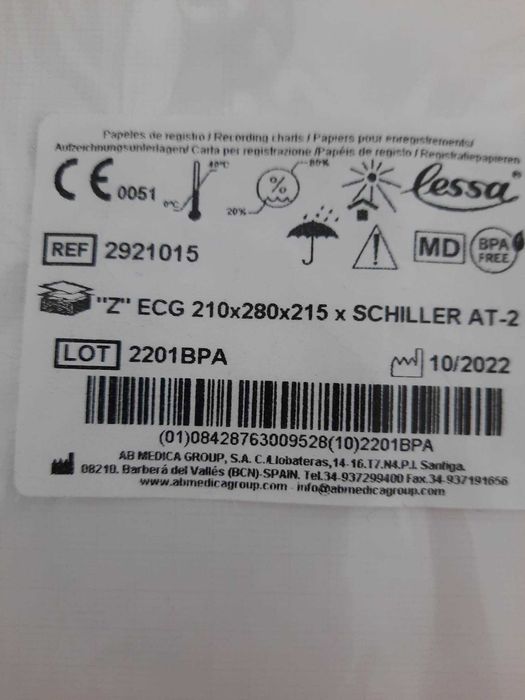 Papeles de registro / Recording charts / Papiers pour enregistrements/
Aufzeichnungsunterlagen/ Carta per registrazione /Papéis de registo / Registratiepapieren
CE 0051 0°C 40°C 20% % 80% lessa®
REF 2921015 MD BPA FREE
"Z" ECG 210x280x215 x SCHILLER AT-2
LOT 2201BPA 10/2022
(01)08428763009528(10)2201BPA
AB MEDICA GROUP, S.A. C./Llobateras,14-16.T7.N4.P.I. Santiga.
08210. Barberá del Vallés (BCN)-SPAIN. Tel.34-937299400 Fax.34-937191656
www.abmedicagroup.com - info@abmedicagroup.com